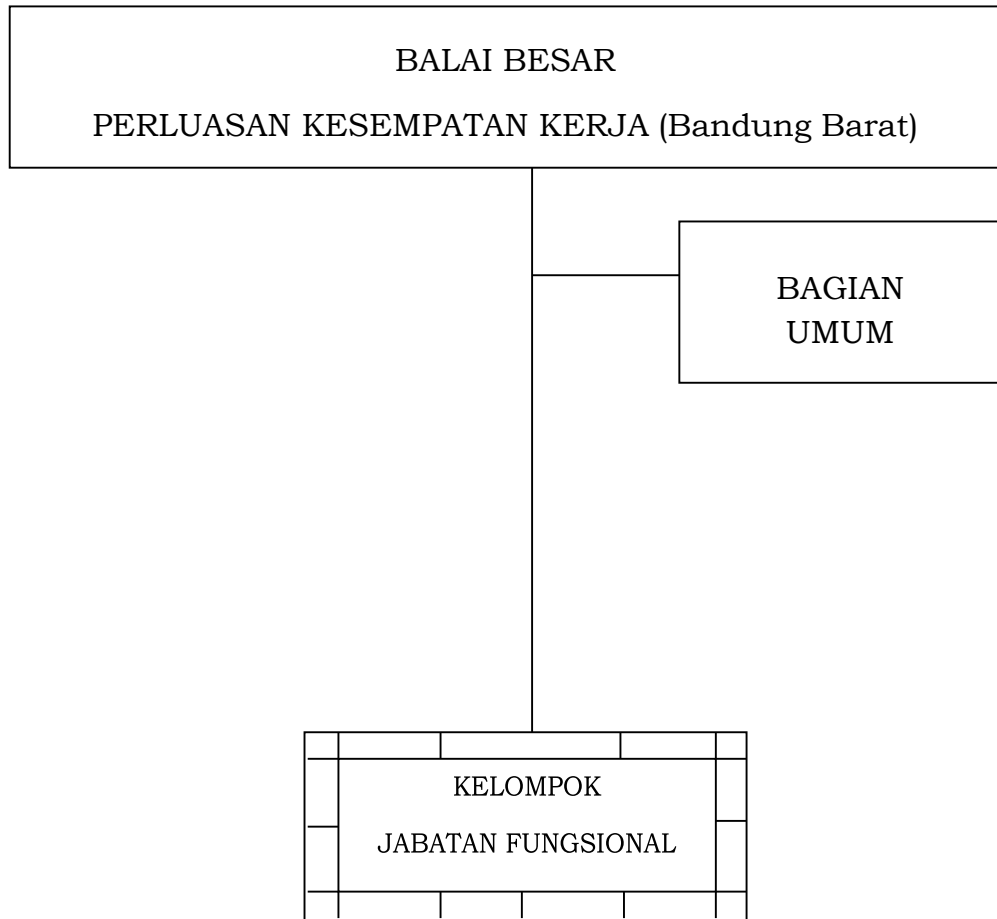 BALAI BESAR
PERLUASAN KESEMPATAN KERJA (Bandung Barat)
BAGIAN
UMUM
KELOMPOK
JABATAN FUNGSIONAL